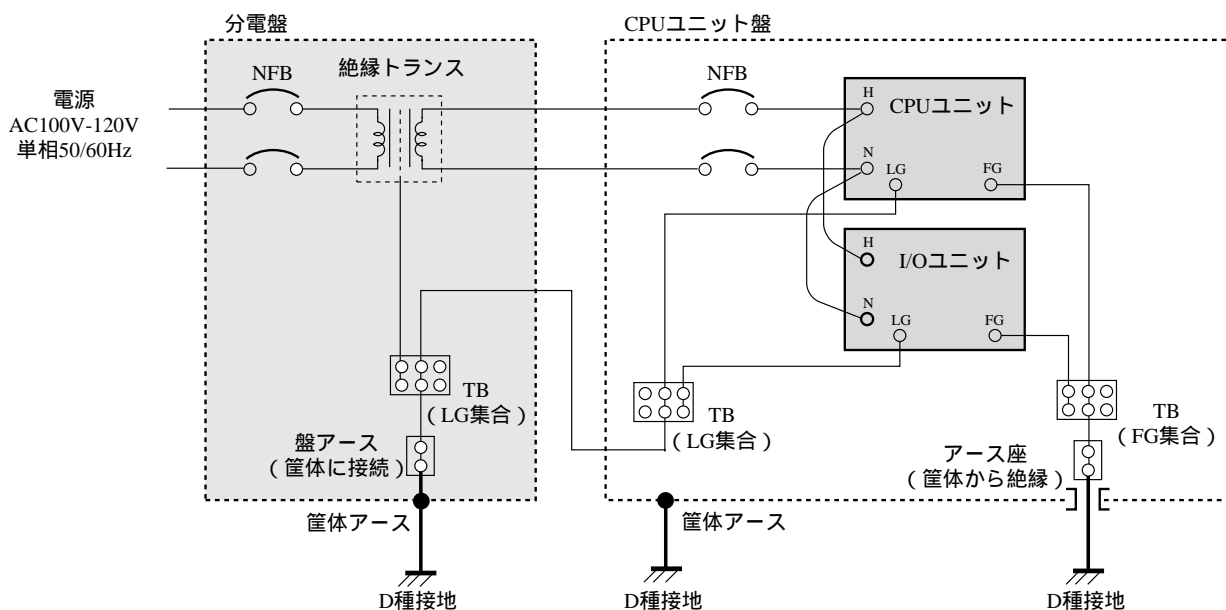 分電盤
CPUユニット盤
NFB
絶縁トランス
NFB
H
CPUユニット
電源
AC100V-120V
単相50/60Hz
N
LG
FG
H
I/Oユニット
N
LG
FG
TB
(LG集合)
TB
(LG集合)
TB
(FG集合)
盤アース
(筐体に接続)
アース座
(筐体から絶縁)
筐体アース
筐体アース
D種接地
D種接地
D種接地